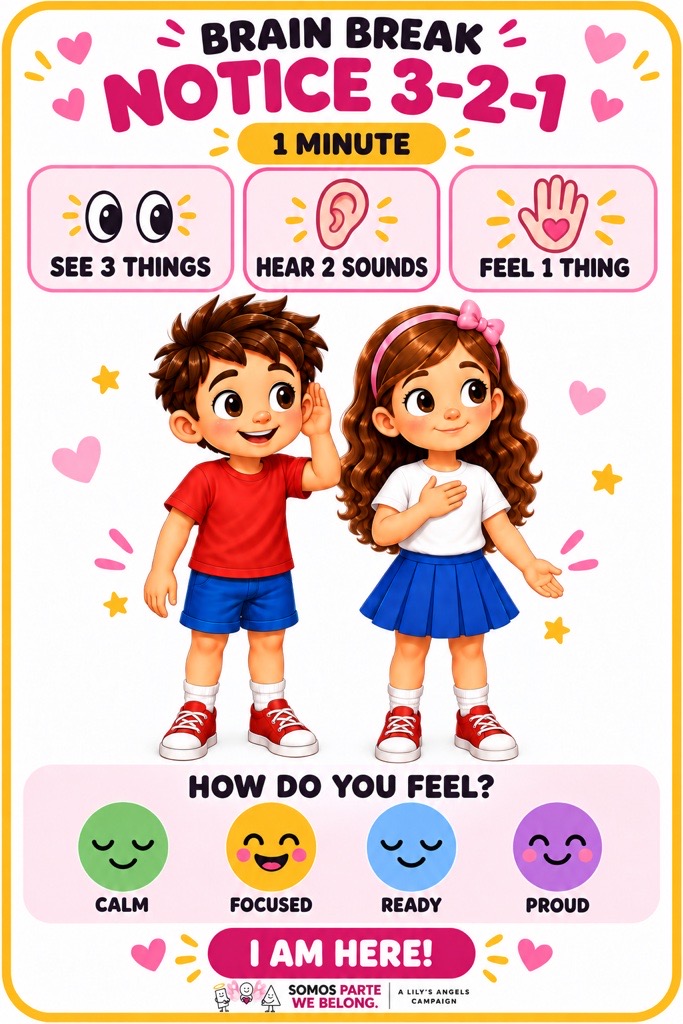 BRAIN BREAK
NOTICE 3-2-1
1 MINUTE
SEE 3 THINGS
HEAR 2 SOUNDS
FEEL 1 THING
HOW DO YOU FEEL?
CALM
FOCUSED
READY
PROUD
I AM HERE!
SOMOS PARTE
WE BELONG.
A LILY'S ANGELS
CAMPAIGN